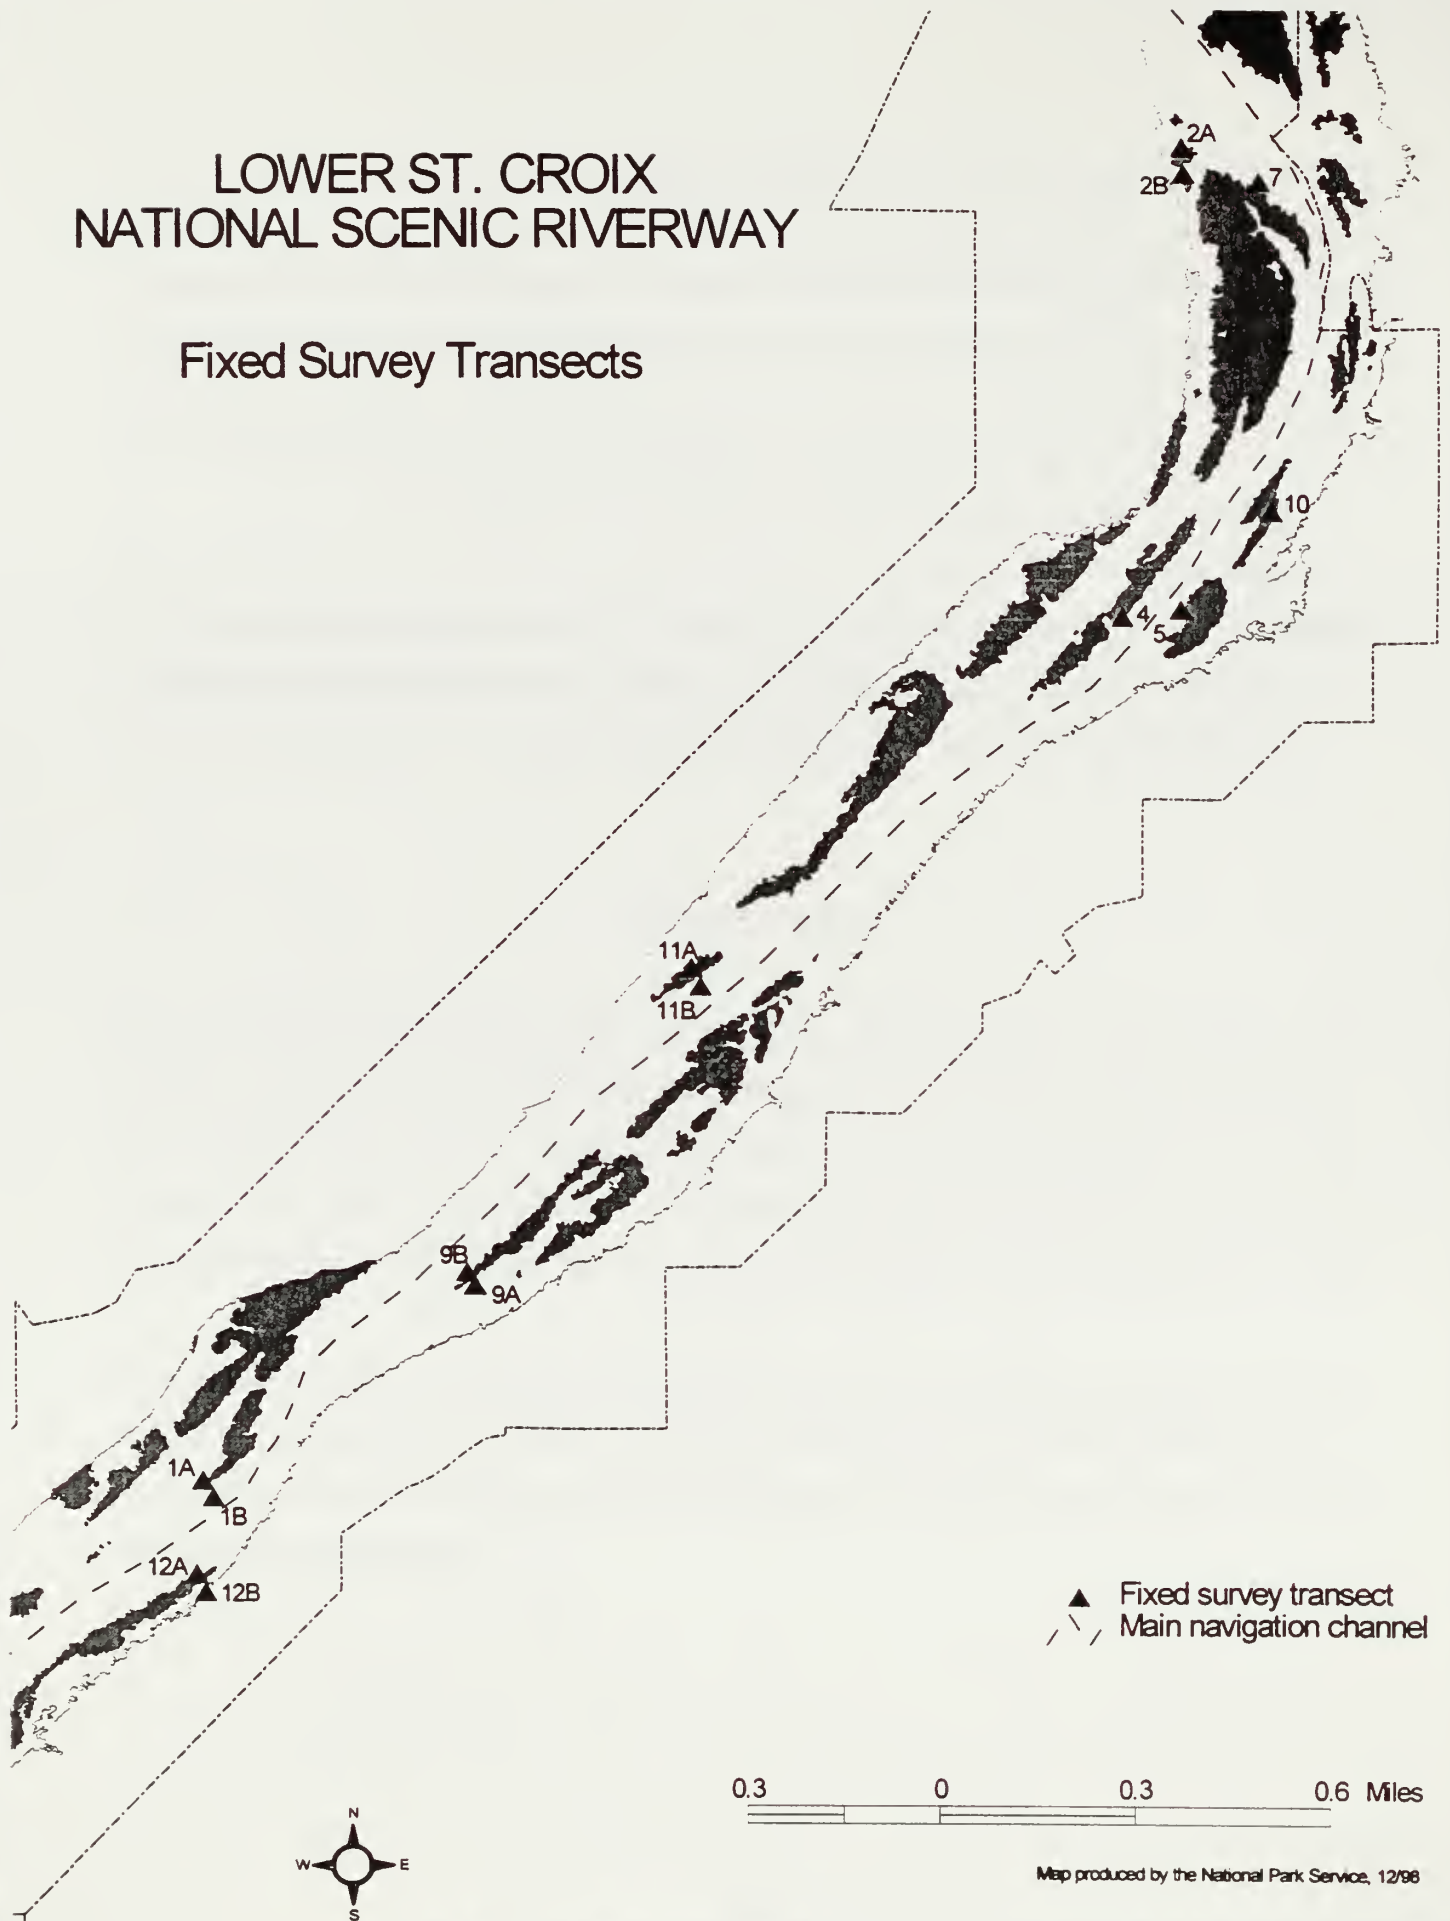 LOWER ST. CROIX
NATIONAL SCENIC RIVERWAY
Fixed Survey Transects
2A
2B
7
10
4
5
11A
11B
9B
9A
1A
1B
12A
12B
Fixed survey transect
Main navigation channel
0.3 0 0.3 0.6 Miles
N
W E
S
Map produced by the National Park Service, 12/98